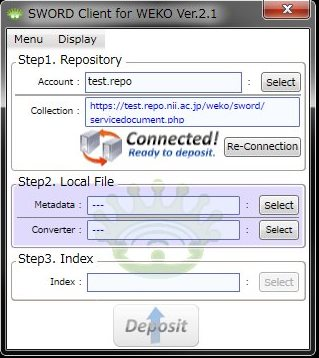 SWORD Client for WEKO Ver.2.1
Menu Display
Step1. Repository
Account : test.repo : Select
Collection : https://test.repo.nii.ac.jp/weko/sword/
servicedocument.php
Connected!
Ready to deposit.
Re-Connection
Step2. Local File
Metadata : --- : Select
Converter : --- : Select
Step3. Index
Index : : Select
Deposit